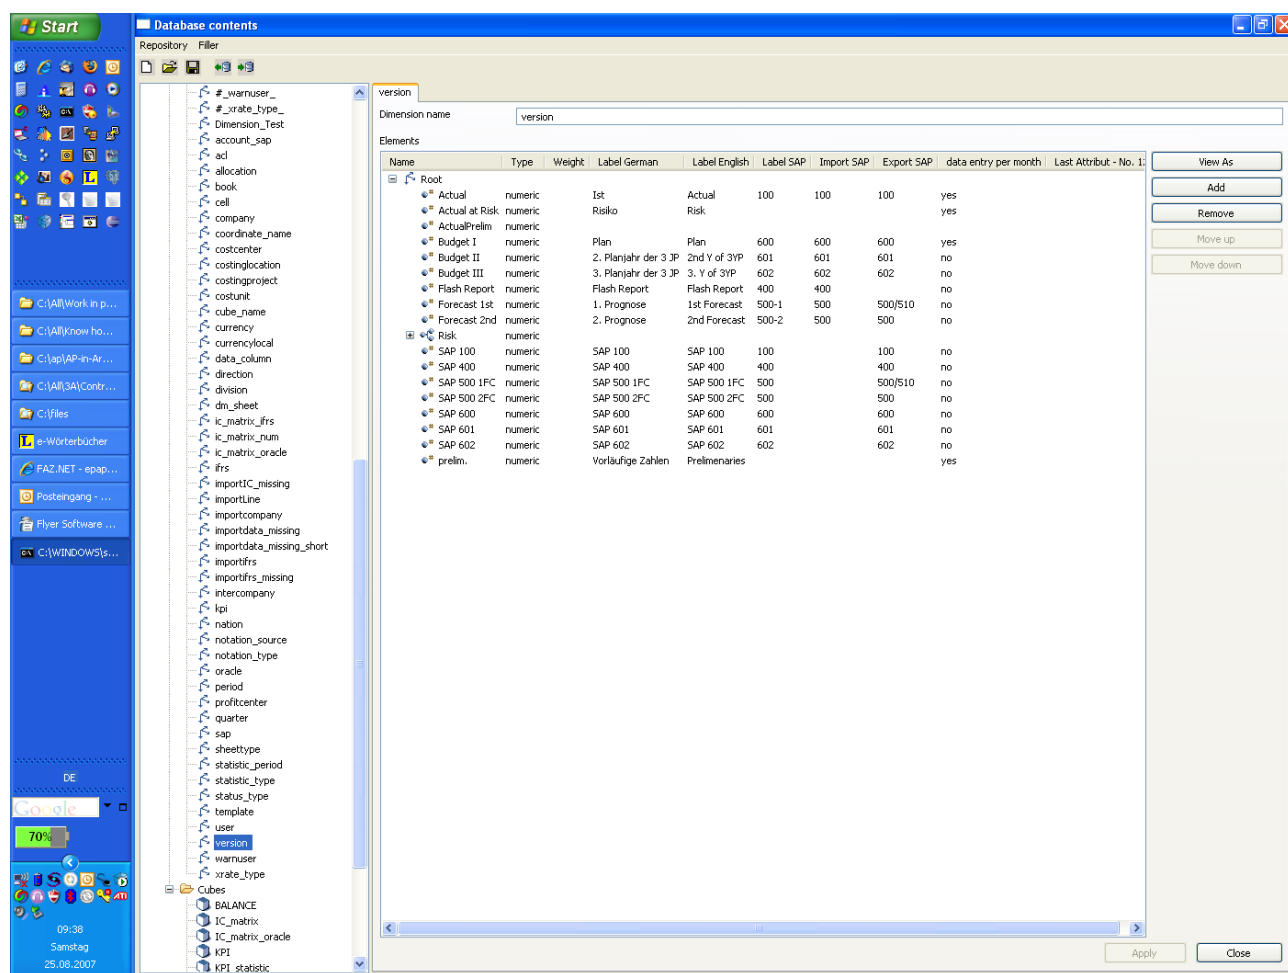 Start
Database contents
Repository Filler
#_warnuser_
#_xrate_type_
Dimension_Test
account_sap
acl
allocation
book
cell
company
coordinate_name
costcenter
costinglocation
costingproject
costunit
cube_name
currency
currencylocal
data_column
direction
division
dm_sheet
ic_matrix_ifrs
ic_matrix_num
ic_matrix_oracle
ifrs
importIC_missing
importLine
importcompany
importdata_missing
importdata_missing_short
importifrs
importifrs_missing
intercompany
kpi
nation
notation_source
notation_type
oracle
period
profitcenter
quarter
sap
sheettype
statistic_period
statistic_type
status_type
template
user
version
warnuser
xrate_type
Cubes
BALANCE
IC_matrix
IC_matrix_oracle
KPI
KPI_statistic
version
Dimension name version
Elements
Name Type Weight Label German Label English Label SAP Import SAP Export SAP data entry per month Last Attribut - No. 1
Root
Actual numeric Ist Actual 100 100 100 yes
Actual at Risk numeric Risiko Risk yes
ActualPrelim numeric
Budget I numeric Plan Plan 600 600 600 yes
Budget II numeric 2. Planjahr der 3 JP 2nd Y of 3YP 601 601 601 no
Budget III numeric 3. Planjahr der 3 JP 3. Y of 3YP 602 602 602 no
Flash Report numeric Flash Report Flash Report 400 400 no
Forecast 1st numeric 1. Prognose 1st Forecast 500-1 500 500/510 no
Forecast 2nd numeric 2. Prognose 2nd Forecast 500-2 500 500 no
Risk numeric
SAP 100 numeric SAP 100 SAP 100 100 100 no
SAP 400 numeric SAP 400 SAP 400 400 400 no
SAP 500 1FC numeric SAP 500 1FC SAP 500 1FC 500 500/510 no
SAP 500 2FC numeric SAP 500 2FC SAP 500 2FC 500 500 no
SAP 600 numeric SAP 600 SAP 600 600 600 no
SAP 601 numeric SAP 601 SAP 601 601 601 no
SAP 602 numeric SAP 602 SAP 602 602 602 no
prelim. numeric Vorläufige Zahlen Prelimenaries yes
View As
Add
Remove
Move up
Move down
Apply Close
C:\All\Work in p...
C:\All\Know ho...
C:\ap\AP-in-Ar...
C:\All\3A\Contr...
C:\files
e-Wörterbücher
FAZ.NET - epap...
Posteingang - ...
Flyer Software ...
C:\WINDOWS\s...
DE
Google
70%
09:38
Samstag
25.08.2007